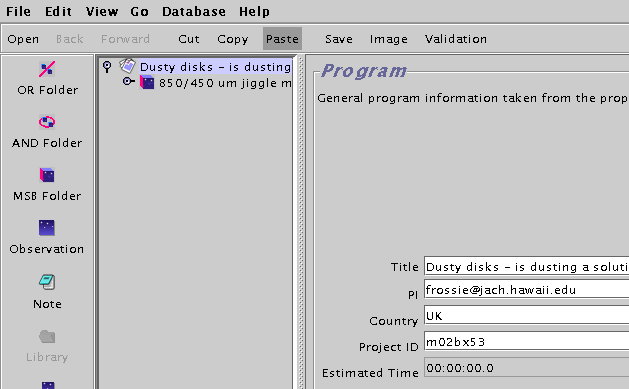 File Edit View Go Database Help
Open Back Forward Cut Copy Paste Save Image Validation
OR Folder
AND Folder
MSB Folder
Observation
Note
Library
Dusty disks - is dusting
850/450 um jiggle m
Program
General program information taken from the prop
Title Dusty disks - is dusting a soluti
PI frossie@jach.hawaii.edu
Country UK
Project ID m02bx53
Estimated Time 00:00:00.0